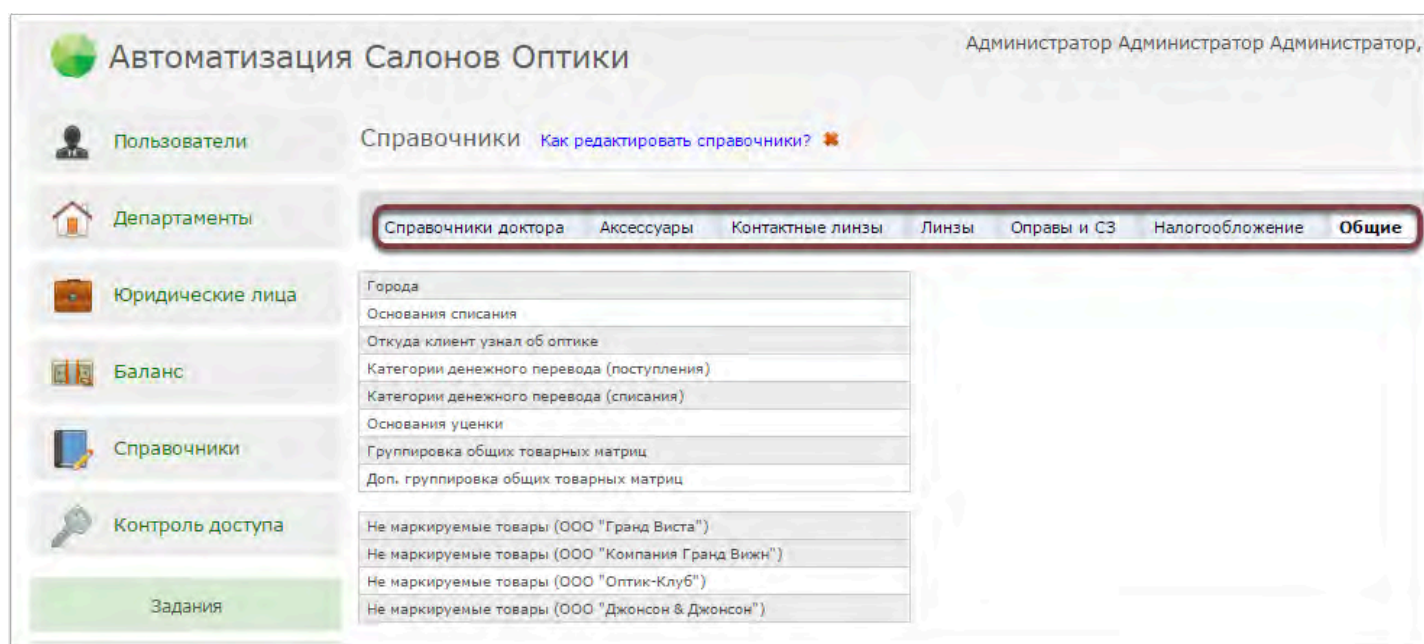 Автоматизация Салонов Оптики
Администратор Администратор Администратор,
Пользователи
Департаменты
Юридические лица
Баланс
Справочники
Контроль доступа
Задания
Справочники Как редактировать справочники?
Справочники доктора Аксессуары Контактные линзы Линзы Оправы и СЗ Налогообложение Общие
Города
Основания списания
Откуда клиент узнал об оптике
Категории денежного перевода (поступления)
Категории денежного перевода (списания)
Основания уценки
Группировка общих товарных матриц
Доп. группировка общих товарных матриц
Не маркируемые товары (ООО "Гранд Виста")
Не маркируемые товары (ООО "Компания Гранд Вижн")
Не маркируемые товары (ООО "Оптик-Клуб")
Не маркируемые товары (ООО "Джонсон & Джонсон")